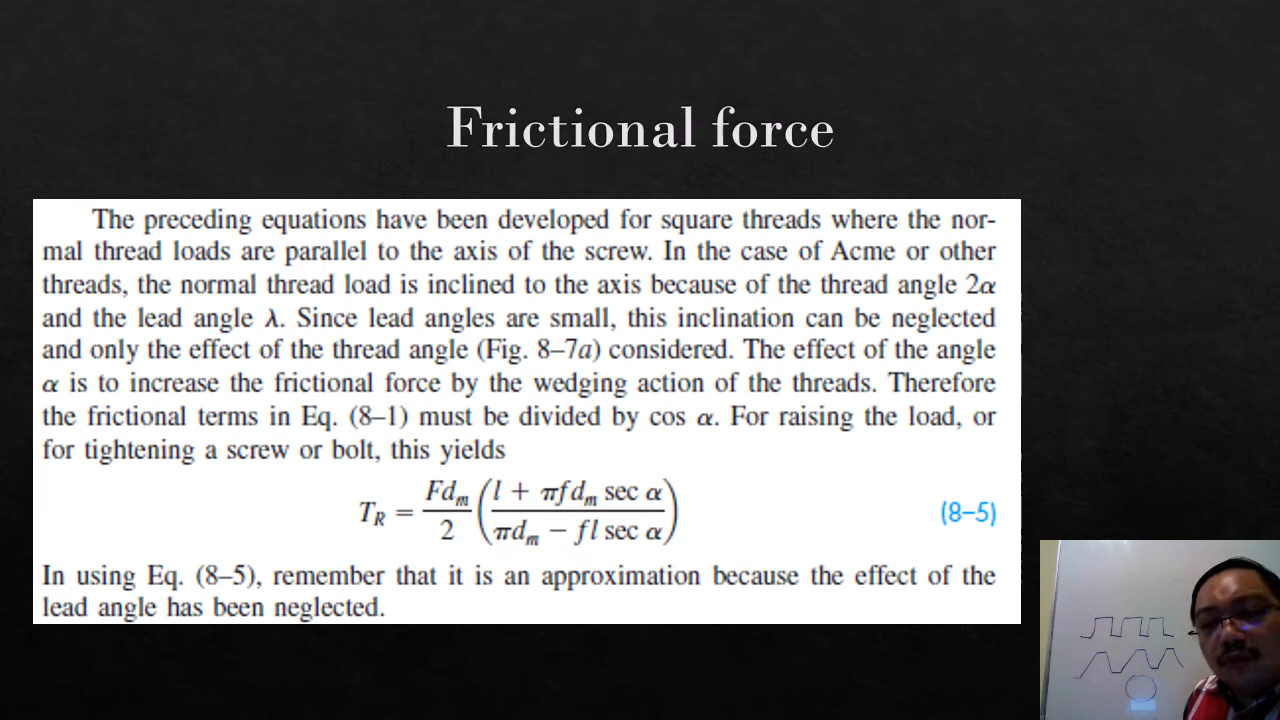 Frictional force
The preceding equations have been developed for square threads where the nor-
mal thread loads are parallel to the axis of the screw. In the case of Acme or other
threads, the normal thread load is inclined to the axis because of the thread angle 2α
and the lead angle λ. Since lead angles are small, this inclination can be neglected
and only the effect of the thread angle (Fig. 8–7a) considered. The effect of the angle
α is to increase the frictional force by the wedging action of the threads. Therefore
the frictional terms in Eq. (8–1) must be divided by cos α. For raising the load, or
for tightening a screw or bolt, this yields
T_R = Fd_m/2 ((l + πfd_m sec α)/(πd_m − fl sec α)) (8–5)
In using Eq. (8–5), remember that it is an approximation because the effect of the
lead angle has been neglected.